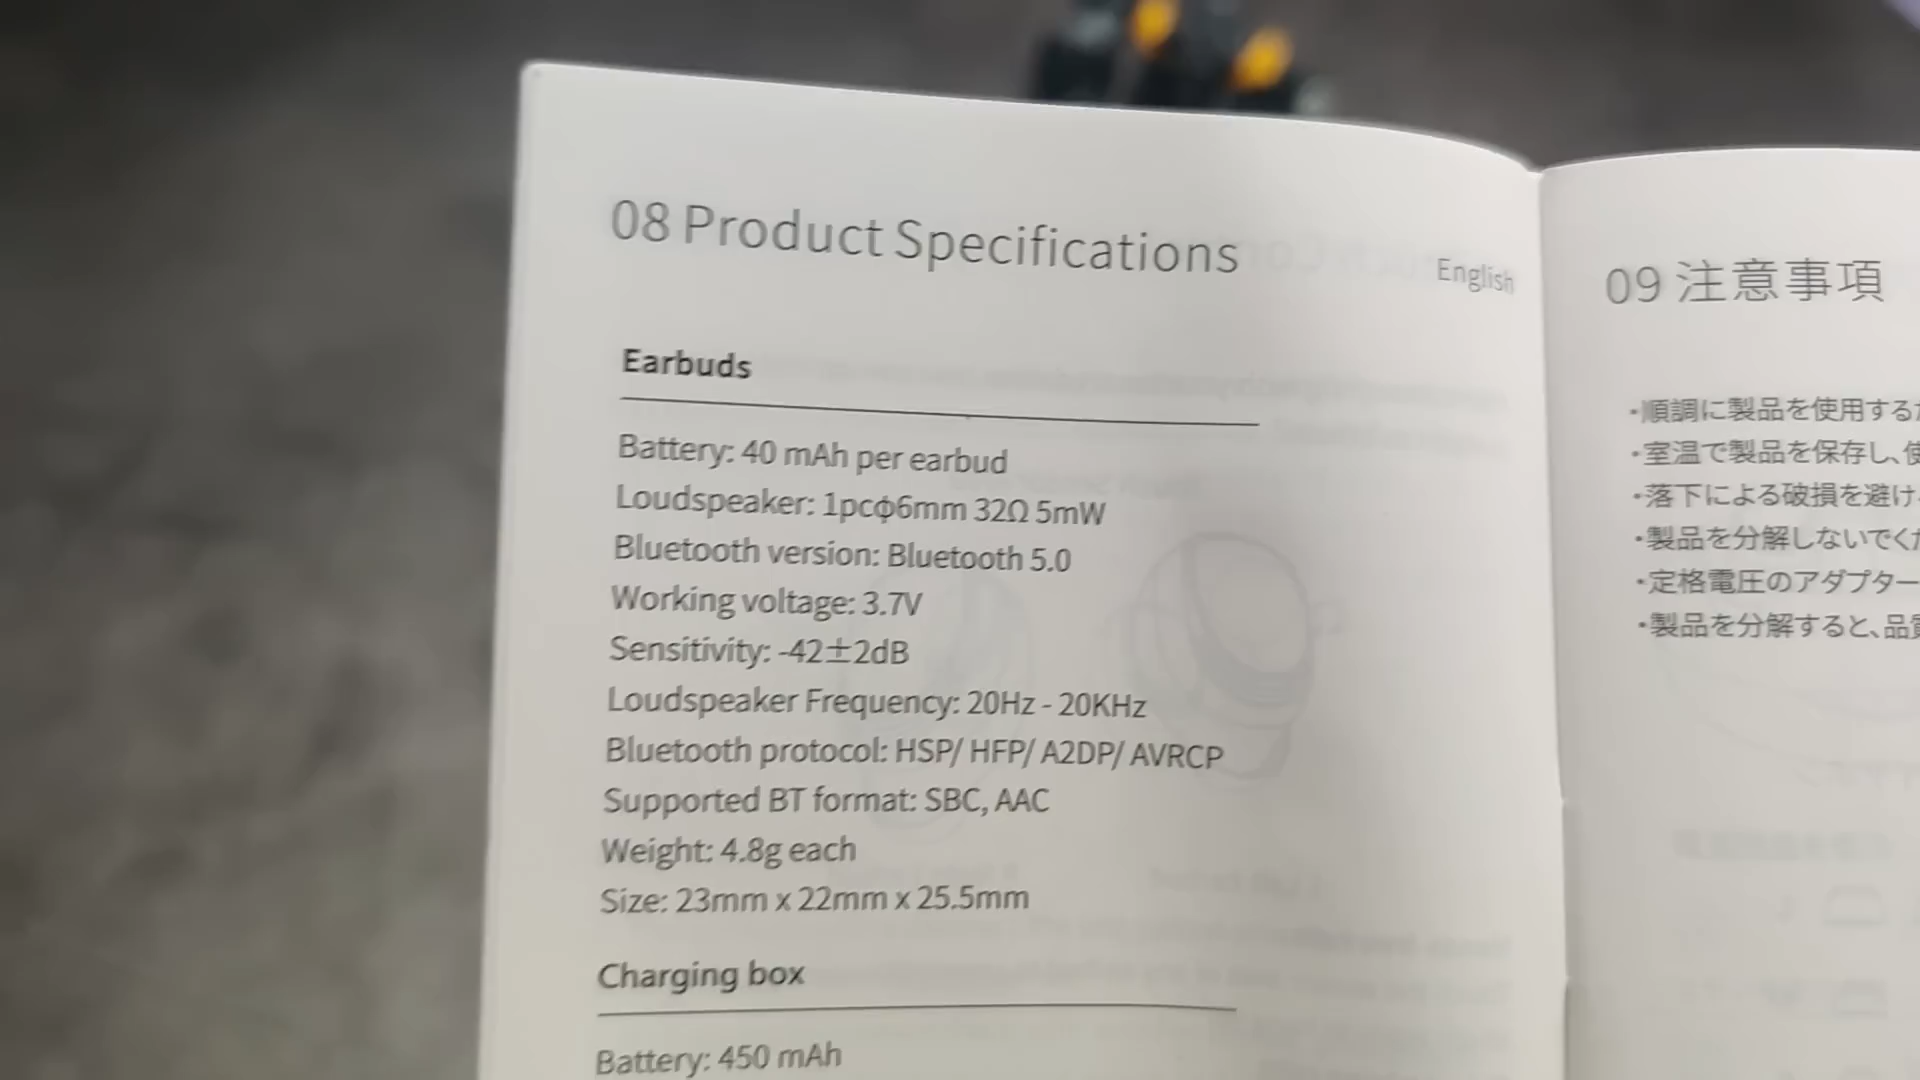 08 Product Specifications
English
Earbuds
Battery: 40 mAh per earbud
Loudspeaker: 1pcф6mm 32Ω 5mW
Bluetooth version: Bluetooth 5.0
Working voltage: 3.7V
Sensitivity: -42±2dB
Loudspeaker Frequency: 20Hz - 20KHz
Bluetooth protocol: HSP/ HFP/ A2DP/ AVRCP
Supported BT format: SBC, AAC
Weight: 4.8g each
Size: 23mm x 22mm x 25.5mm
Charging box
Battery: 450 mAh
09 注意事項
・順調に製品を使用する
・室温で製品を保存し、使
・落下による破損を避け
・製品を分解しないでく
・定格電圧のアダプター
・製品を分解すると、品